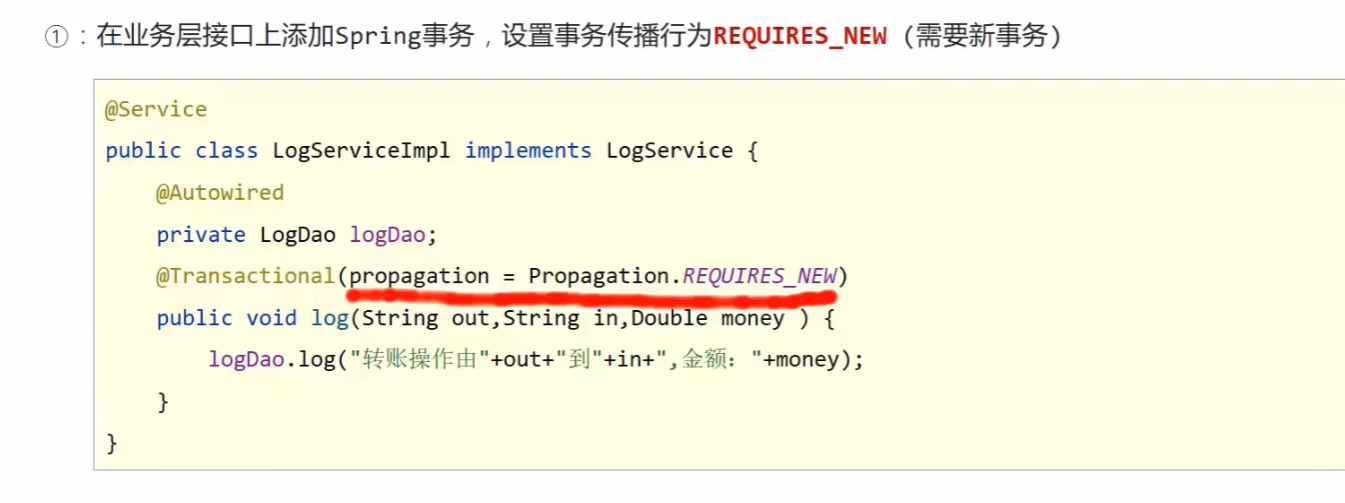 ①：在业务层接口上添加Spring事务，设置事务传播行为REQUIRES_NEW（需要新事务）
@Service
public class LogServiceImpl implements LogService {
@Autowired
private LogDao logDao;
@Transactional(propagation = Propagation.REQUIRES_NEW)
public void log(String out,String in,Double money ) {
logDao.log("转账操作由"+out+"到"+in+",金额："+money);
}
}